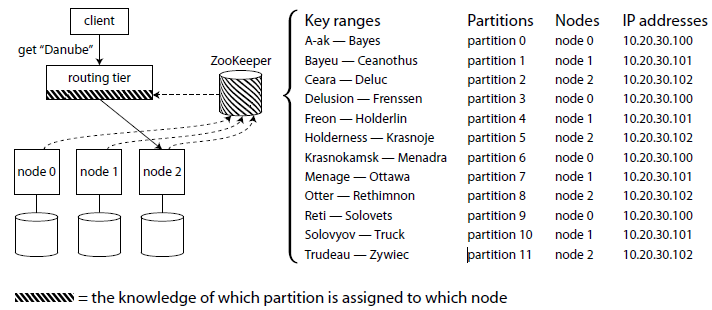 client
get “Danube”
routing tier
ZooKeeper
node 0 node 1 node 2
Key ranges Partitions Nodes IP addresses
A-ak — Bayes partition 0 node 0 10.20.30.100
Bayeu — Ceanothus partition 1 node 1 10.20.30.101
Ceara — Deluc partition 2 node 2 10.20.30.102
Delusion — Frenssen partition 3 node 0 10.20.30.100
Freon — Holderlin partition 4 node 1 10.20.30.101
Holderness — Krasnoje partition 5 node 2 10.20.30.102
Krasnokamsk — Menadra partition 6 node 0 10.20.30.100
Menage — Ottawa partition 7 node 1 10.20.30.101
Otter — Rethimnon partition 8 node 2 10.20.30.102
Reti — Solovets partition 9 node 0 10.20.30.100
Solovyov — Truck partition 10 node 1 10.20.30.101
Trudeau — Zywiec partition 11 node 2 10.20.30.102
= the knowledge of which partition is assigned to which node